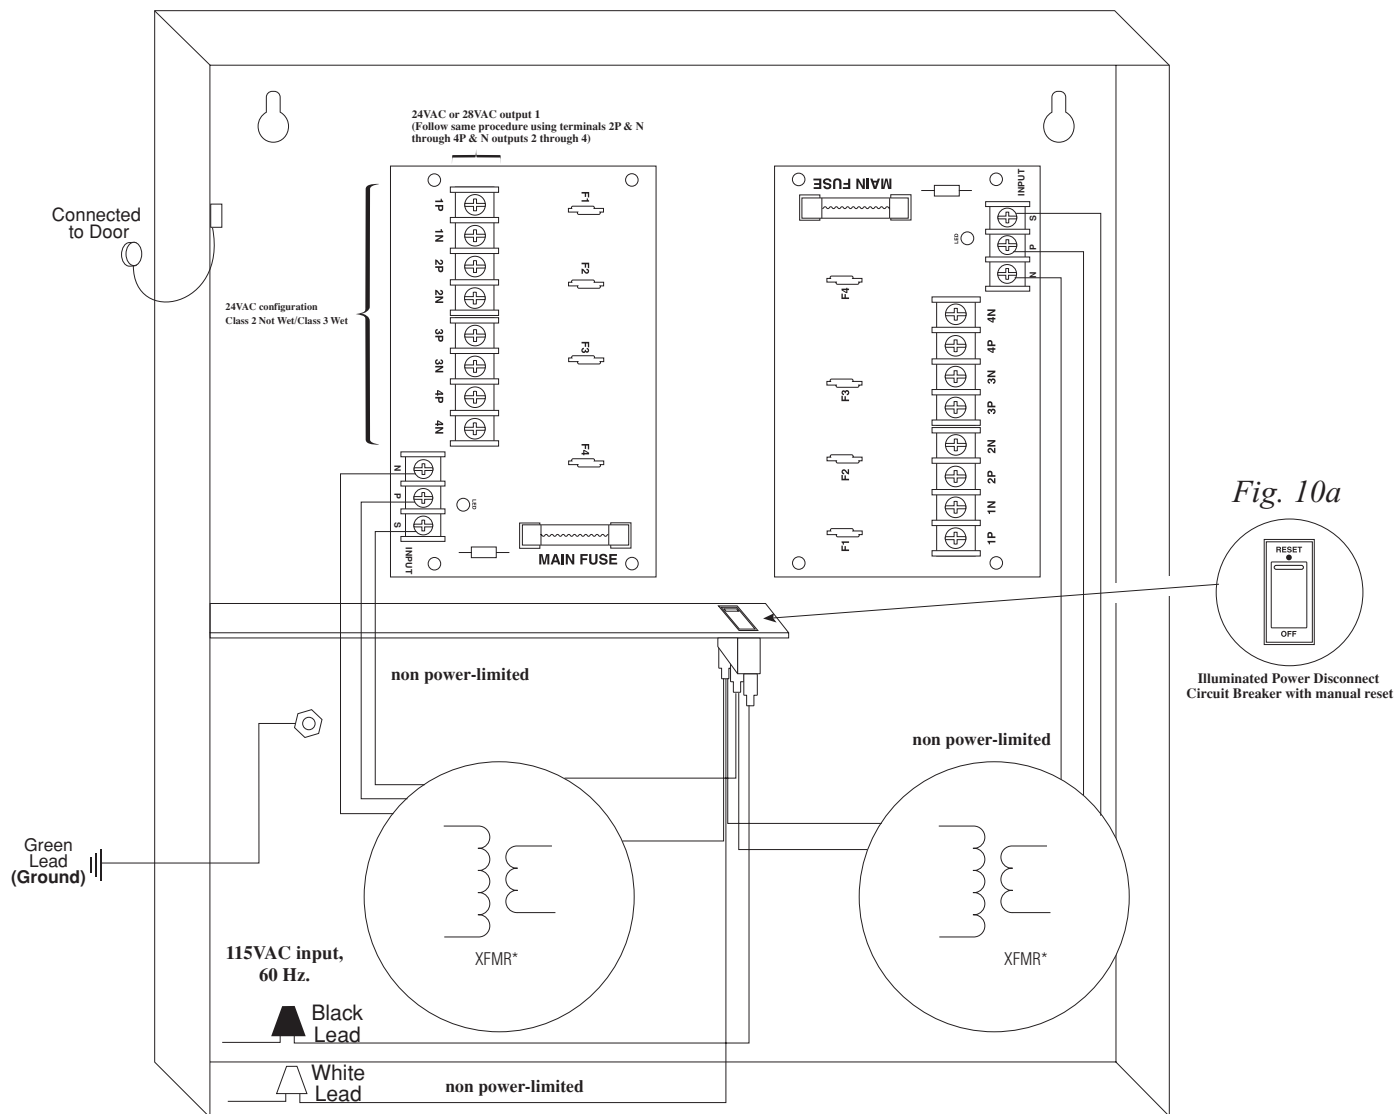 24VAC or 28VAC output 1
(Follow same procedure using terminals 2P & N
through 4P & N outputs 2 through 4)
Connected
to Door
24VAC configuration
Class 2 Not Wet/Class 3 Wet
1P
1N
2P
2N
3P
3N
4P
4N
F1
F2
F3
F4
N
P
S
INPUT
LED
MAIN FUSE
MAIN FUSE
INPUT
S
P
N
LED
F4
F3
F2
F1
4N
4P
3N
3P
2N
2P
1N
1P
Fig. 10a
RESET
OFF
Illuminated Power Disconnect
Circuit Breaker with manual reset
non power-limited
non power-limited
Green
Lead
(Ground)
XFMR*
XFMR*
115VAC input,
60 Hz.
Black
Lead
White
Lead
non power-limited